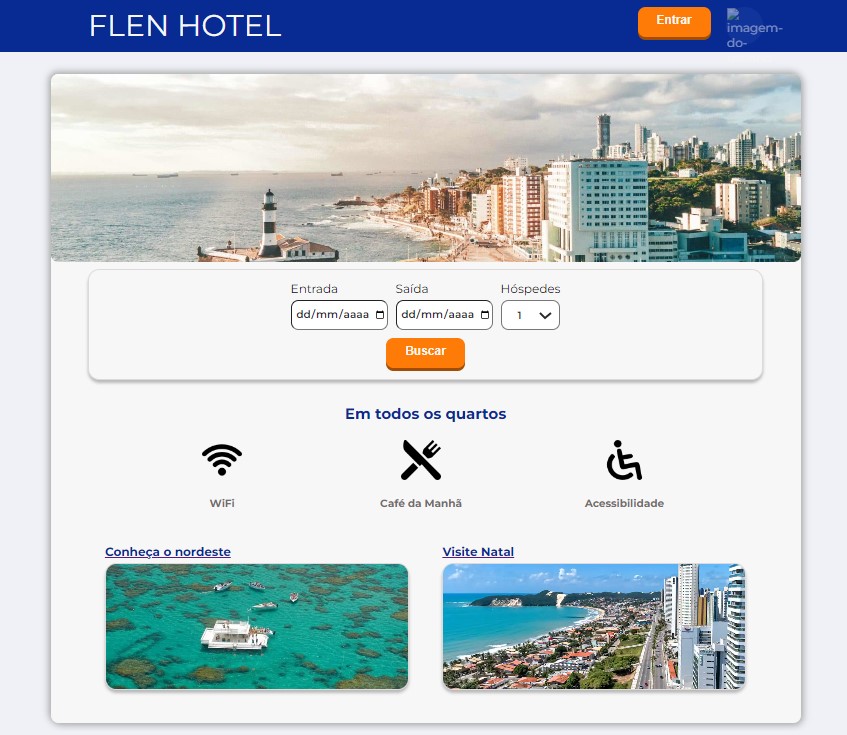 FLEN HOTEL
Entrar
imagem-
do-
Entrada
Saída
Hóspedes
dd/mm/aaaa
dd/mm/aaaa
1
Buscar
Em todos os quartos
WiFi
Café da Manhã
Acessibilidade
Conheça o nordeste
Visite Natal